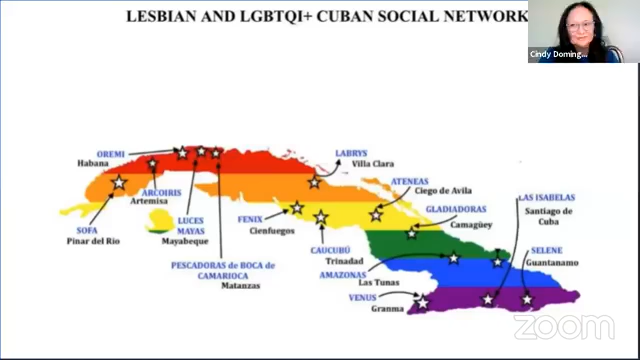 LESBIAN AND LGBTQI+ CUBAN SOCIAL NETWORK
Cindy Doming...
OREMI
Habana
ARCOIRIS
Artemisa
SOFA
Pinar del Rio
LUCES
MAYAS
Mayabeque
PESCADORAS de BOCA de
CAMARIOCA
Matanzas
LABRYS
Villa Clara
FENIX
Cienfuegos
CAUCUBÚ
Trinadad
ATENEAS
Ciego de Avila
GLADIADORAS
Camagüey
AMAZONAS
Las Tunas
VENUS
Granma
LAS ISABELAS
Santiago de
Cuba
SELENE
Guantanamo
zoom